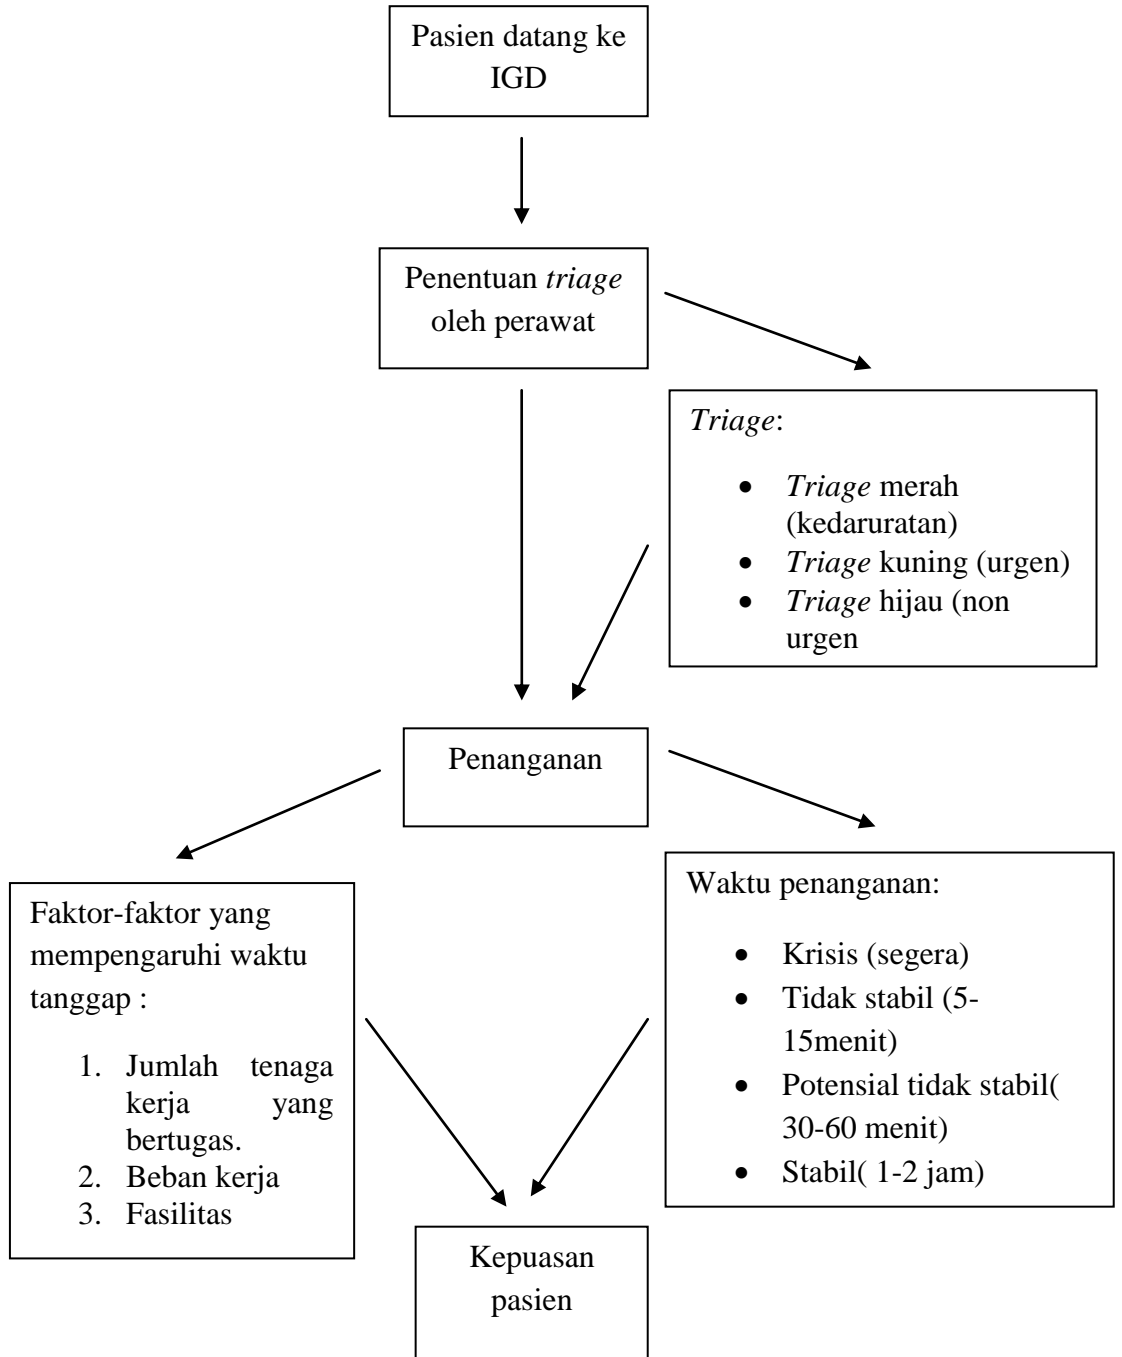 Pasien datang ke
IGD
Penentuan triage
oleh perawat
Triage:
• Triage merah
(kedaruratan)
• Triage kuning (urgen)
• Triage hijau (non
urgen
Penanganan
Faktor-faktor yang
mempengaruhi waktu
tanggap :
1. Jumlah tenaga
kerja yang
bertugas.
2. Beban kerja
3. Fasilitas
Waktu penanganan:
• Krisis (segera)
• Tidak stabil (5-
15menit)
• Potensial tidak stabil(
30-60 menit)
• Stabil( 1-2 jam)
Kepuasan
pasien